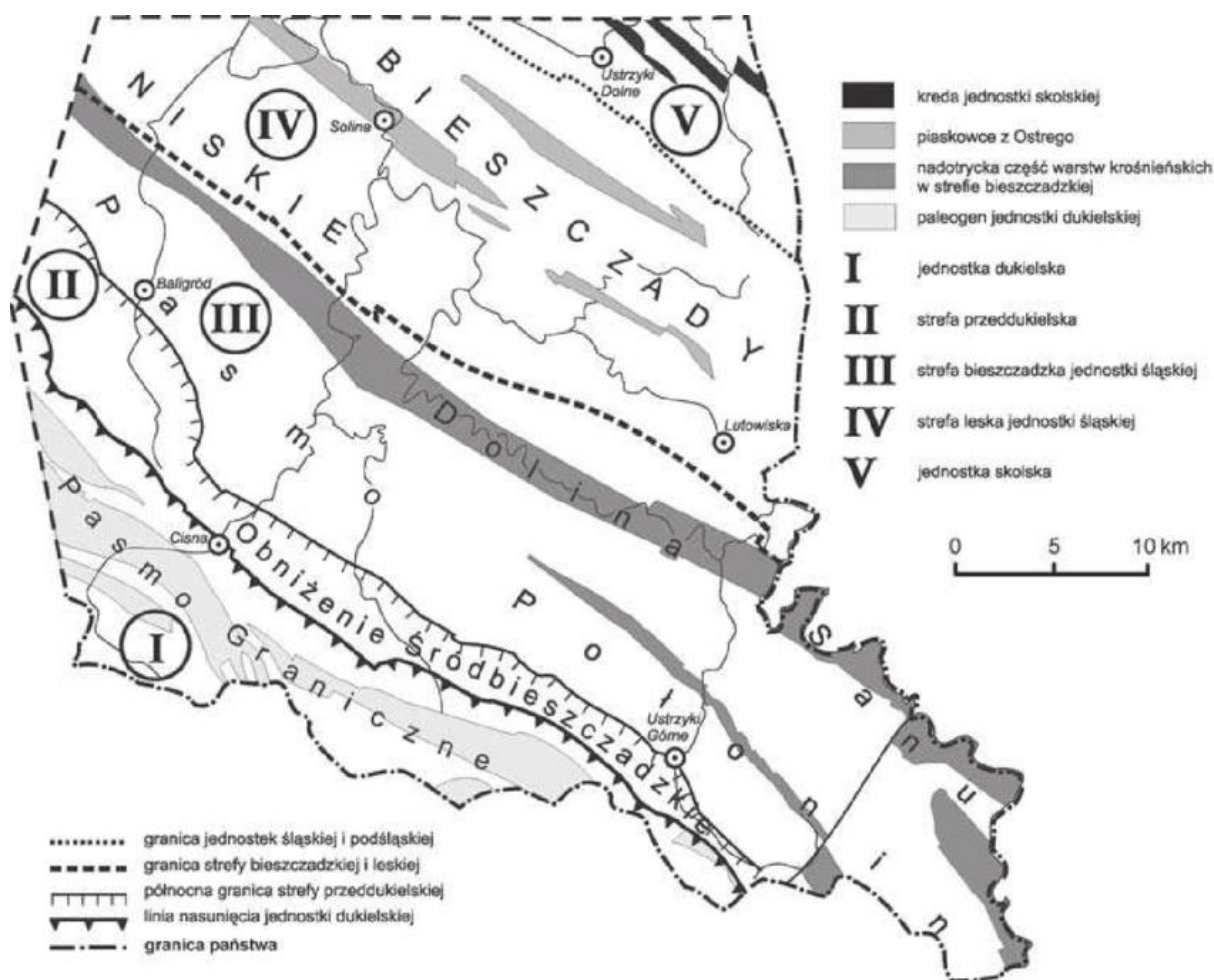 BIESZCZADY
NISKIE
Ustrzyki
Dolne
Solina
IV
V
Baligród
II
III
Pasmo Połonin
Dolina Sanu
Lutowiska
Cisna
Pasmo Graniczne
Obniżenie Śródbieszczadzkie
I
Ustrzyki
Górne
kreda jednostki skolskiej
piaskowce z Ostrego
nadotrycka część warstw krośnieńskich
w strefie bieszczadzkiej
paleogen jednostki dukielskiej
I jednostka dukielska
II strefa przeddukielska
III strefa bieszczadzka jednostki śląskiej
IV strefa leska jednostki śląskiej
V jednostka skolska
0 5 10 km
granica jednostek śląskiej i podśląskiej
granica strefy bieszczadzkiej i leskiej
północna granica strefy przeddukielskiej
linia nasunięcia jednostki dukielskiej
granica państwa